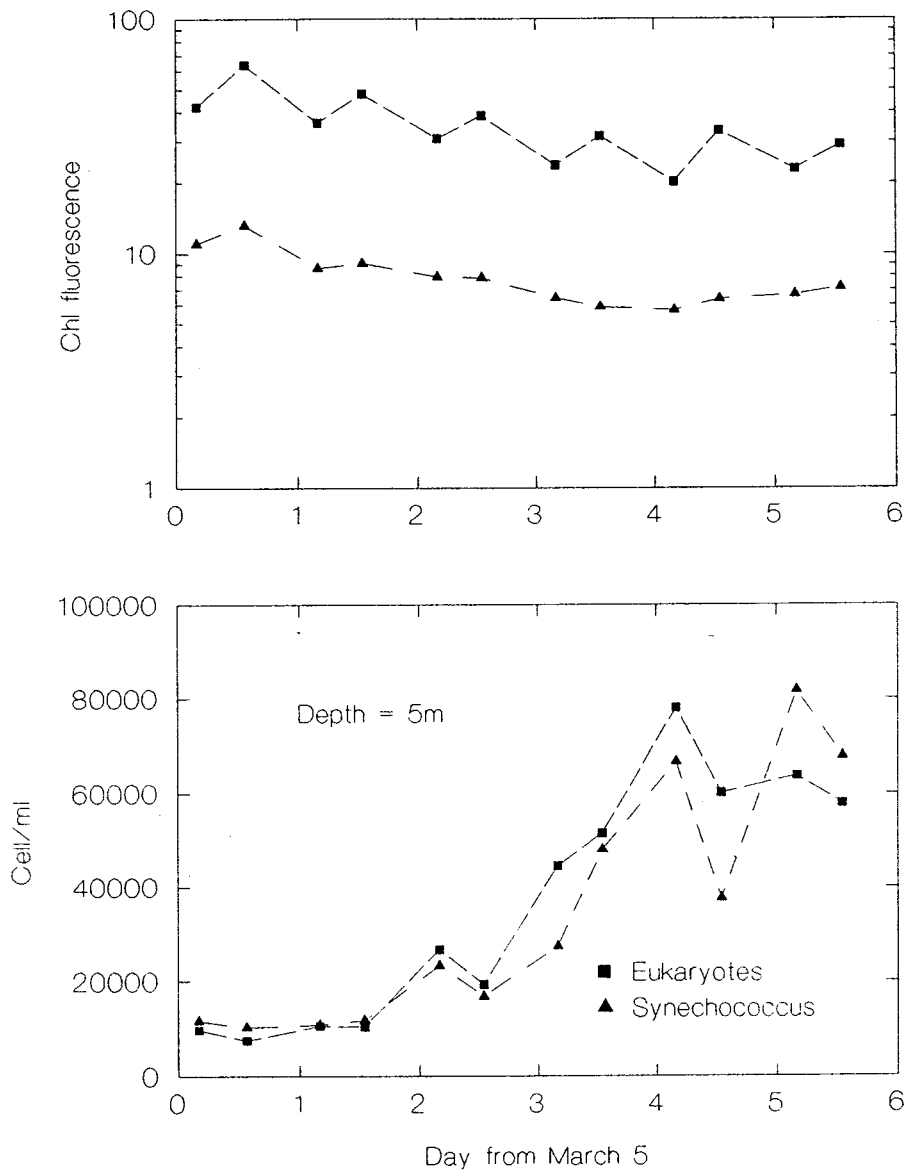 100
10
1
Chl fluorescence
0 1 2 3 4 5 6
100000
80000
60000
40000
20000
0
Cell/ml
Depth = 5m
Eukaryotes
Synechococcus
0 1 2 3 4 5 6
Day from March 5